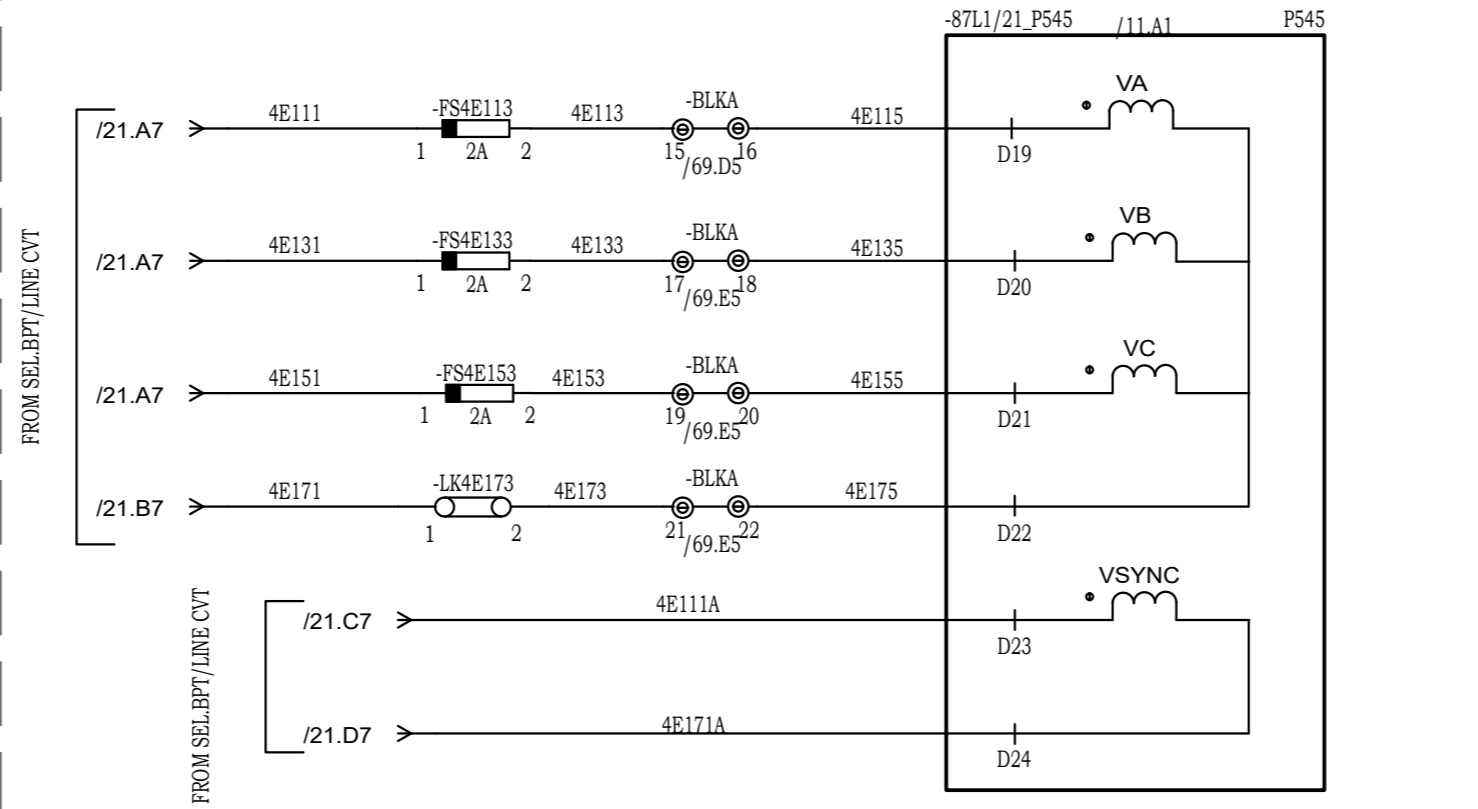 -87L1/21_P545 /11.A1 P545
VA
/21.A7 4E111 -FS4E113 4E113 -BLKA 4E115
1 2A 2 15 16 D19
/69.D5
VB
/21.A7 4E131 -FS4E133 4E133 -BLKA 4E135
1 2A 2 17 18 D20
/69.E5
VC
/21.A7 4E151 -FS4E153 4E153 -BLKA 4E155
1 2A 2 19 20 D21
/69.E5
/21.B7 4E171 -LK4E173 4E173 -BLKA 4E175
1 2 21 22 D22
/69.E5
FROM SEL.BPT/LINE CVT
VSYNC
/21.C7 4E111A
D23
/21.D7 4E171A
D24
FROM SEL.BPT/LINE CVT